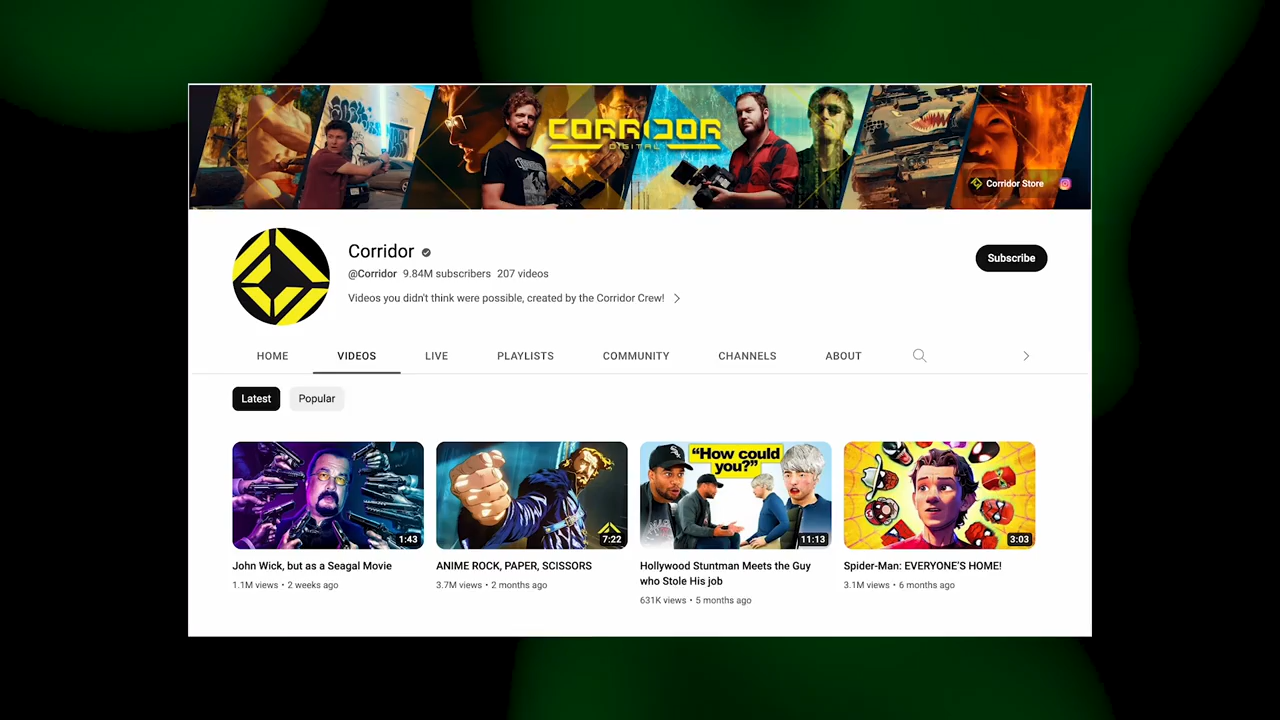 CORRIDOR
DIGITAL
Corridor Store
Corridor
@Corridor 9.84M subscribers 207 videos
Videos you didn't think were possible, created by the Corridor Crew!
Subscribe
HOME VIDEOS LIVE PLAYLISTS COMMUNITY CHANNELS ABOUT
Latest Popular
1:43
7:22
"How could
you?"
11:13
3:03
John Wick, but as a Seagal Movie
1.1M views • 2 weeks ago
ANIME ROCK, PAPER, SCISSORS
3.7M views • 2 months ago
Hollywood Stuntman Meets the Guy
who Stole His job
631K views • 5 months ago
Spider-Man: EVERYONE'S HOME!
3.1M views • 6 months ago